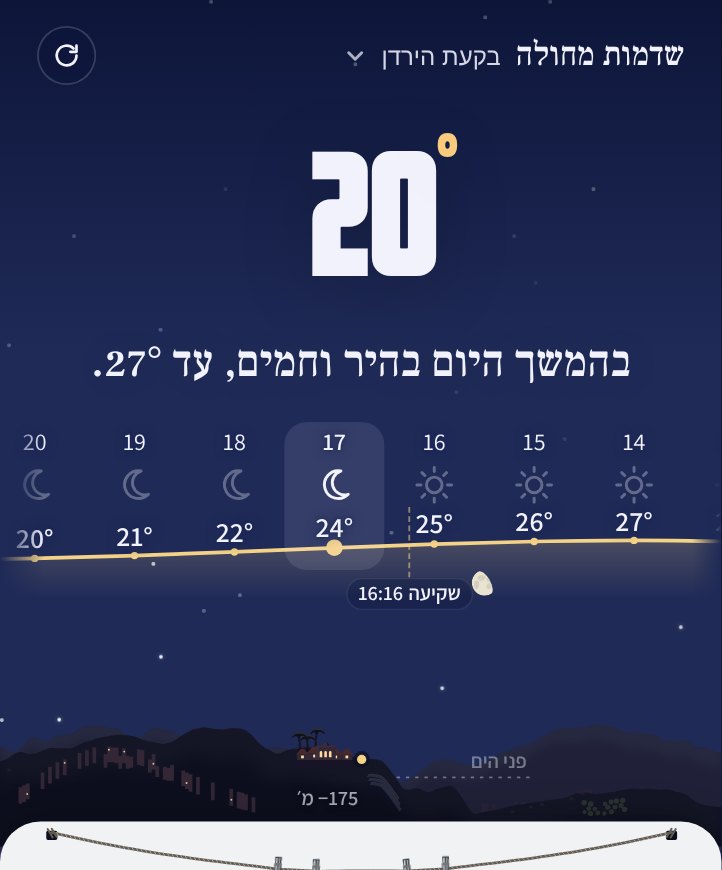 שדמות מחולה בקעת הירדן
20°
בהמשך היום בהיר וחמים, עד 27°.
14 15 16 17 18 19 20
27° 26° 25° 24° 22° 21° 20°
שקיעה 16:16
פני הים
−175 מ׳